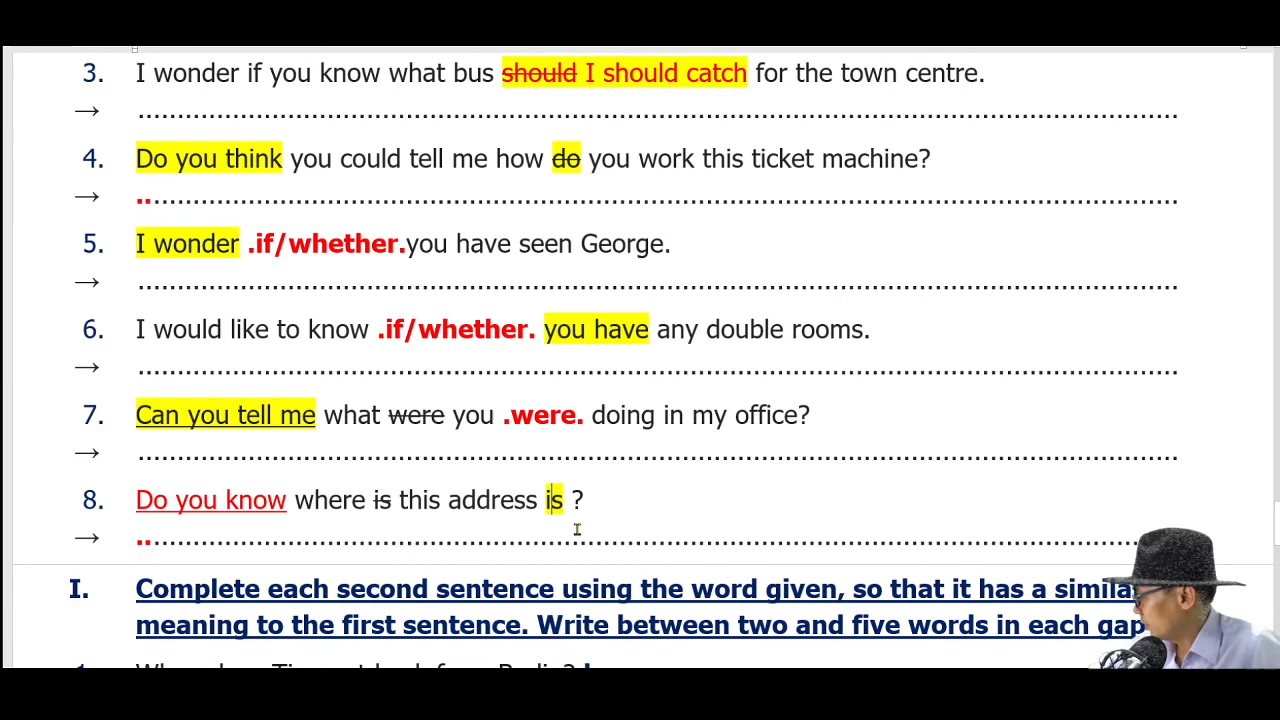 3. I wonder if you know what bus should I should catch for the town centre.
→ ..................................................................................................................................
4. Do you think you could tell me how do you work this ticket machine?
→ ..................................................................................................................................
5. I wonder .if/whether.you have seen George.
→ ..................................................................................................................................
6. I would like to know .if/whether. you have any double rooms.
→ ..................................................................................................................................
7. Can you tell me what were you .were. doing in my office?
→ ..................................................................................................................................
8. Do you know where is this address is ?
→ ..................................................................................................................................
I. Complete each second sentence using the word given, so that it has a
meaning to the first sentence. Write between two and five words in each gap